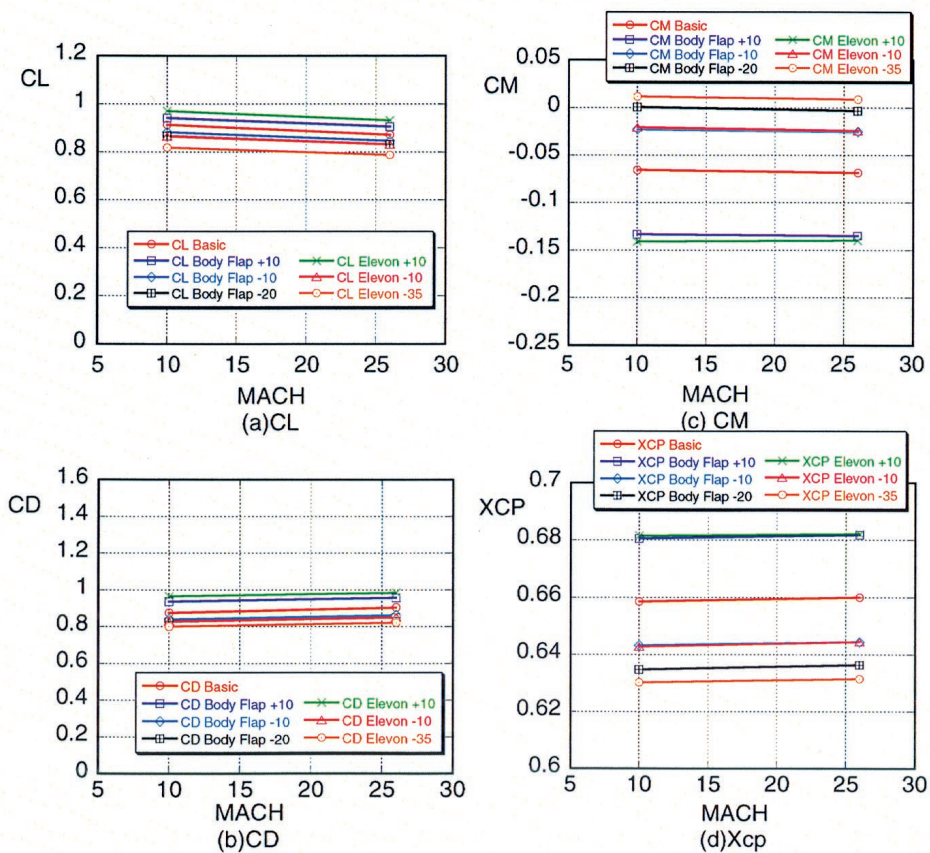 1.2
CL
1
0.8
0.6
0.4
0.2
0
CL Basic
CL Body Flap +10
CL Elevon +10
CL Body Flap -10
CL Elevon -10
CL Body Flap -20
CL Elevon -35
5 10 15 20 25 30
MACH
(a)CL
CM Basic
CM Body Flap +10
CM Elevon +10
CM Body Flap -10
CM Elevon -10
CM Body Flap -20
CM Elevon -35
0.05
CM
0
-0.05
-0.1
-0.15
-0.2
-0.25
5 10 15 20 25 30
MACH
(c) CM
1.6
CD
1.4
1.2
1
0.8
0.6
0.4
0.2
0
CD Basic
CD Body Flap +10
CD Elevon +10
CD Body Flap -10
CD Elevon -10
CD Body Flap -20
CD Elevon -35
5 10 15 20 25 30
MACH
(b)CD
XCP Basic
XCP Body Flap +10
XCP Elevon +10
XCP Body Flap -10
XCP Elevon -10
XCP Body Flap -20
XCP Elevon -35
0.7
XCP
0.68
0.66
0.64
0.62
0.6
5 10 15 20 25 30
MACH
(d)Xcp